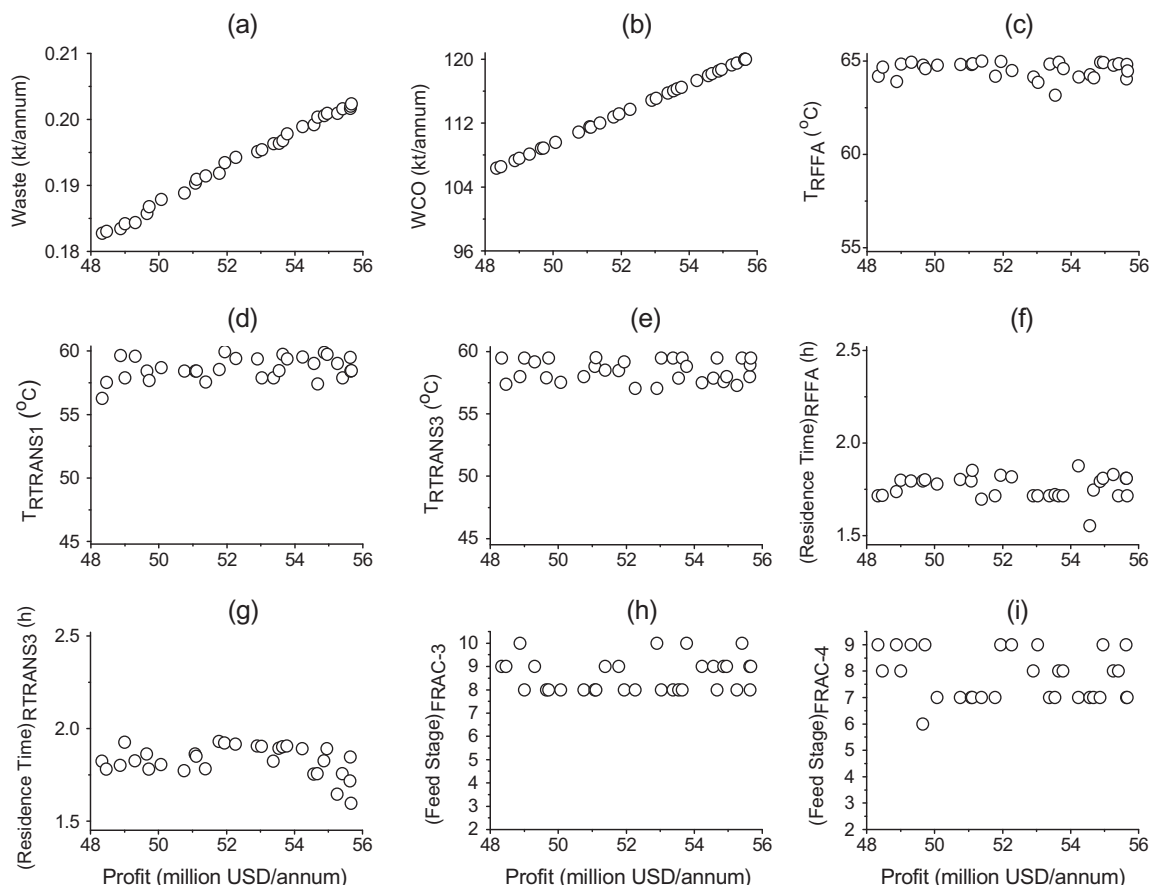 (a)
0.21
0.20
0.19
0.18
Waste (kt/annum)
48 50 52 54 56
(b)
120
112
104
96
WCO (kt/annum)
48 50 52 54 56
(c)
65
60
55
T_RFFA (°C)
48 50 52 54 56
(d)
60
55
50
45
T_RTRANS1 (°C)
48 50 52 54 56
(e)
60
55
50
45
T_RTRANS3 (°C)
48 50 52 54 56
(f)
2.5
2.0
1.5
(Residence Time)RFFA (h)
48 50 52 54 56
(g)
2.5
2.0
1.5
(Residence Time)RTRANS3 (h)
48 50 52 54 56
Profit (million USD/annum)
(h)
10
9
8
7
6
5
4
3
2
(Feed Stage)FRAC-3
48 50 52 54 56
Profit (million USD/annum)
(i)
9
8
7
6
5
4
3
2
(Feed Stage)FRAC-4
48 50 52 54 56
Profit (million USD/annum)